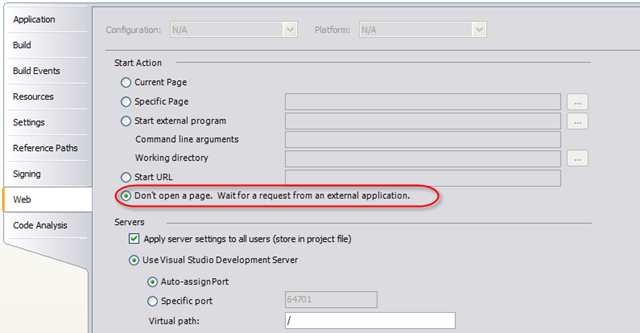 Application
Build
Build Events
Resources
Settings
Reference Paths
Signing
Web
Code Analysis
Configuration: N/A Platform: N/A
Start Action
Current Page
Specific Page ...
Start external program ...
Command line arguments
Working directory ...
Start URL
Don't open a page. Wait for a request from an external application.
Servers
Apply server settings to all users (store in project file)
Use Visual Studio Development Server
Auto-assign Port
Specific port 64701
Virtual path: /